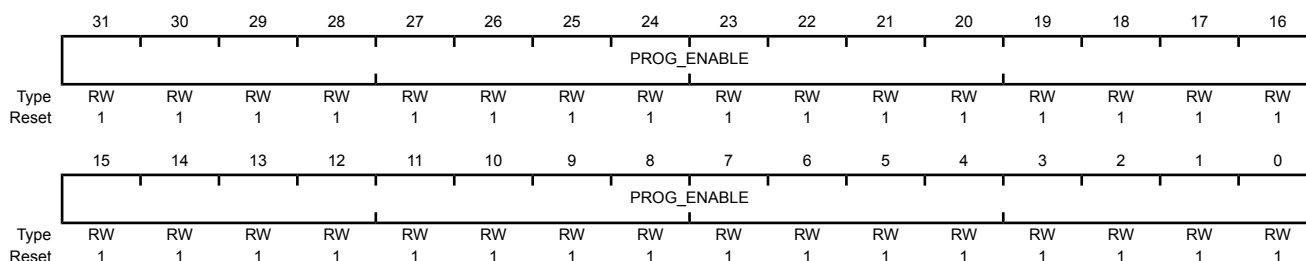 31 30 29 28 27 26 25 24 23 22 21 20 19 18 17 16
PROG_ENABLE
Type RW RW RW RW RW RW RW RW RW RW RW RW RW RW RW RW
Reset 1 1 1 1 1 1 1 1 1 1 1 1 1 1 1 1
15 14 13 12 11 10 9 8 7 6 5 4 3 2 1 0
PROG_ENABLE
Type RW RW RW RW RW RW RW RW RW RW RW RW RW RW RW RW
Reset 1 1 1 1 1 1 1 1 1 1 1 1 1 1 1 1